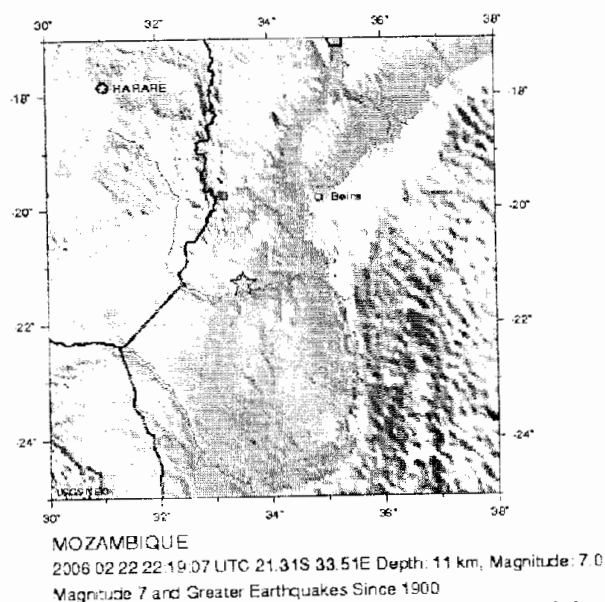 32° 34° 36° 38°
-18° HARARE -18°
-20° Beira -20°
-22° -22°
-24° -24°
30° 32° 34° 36° 38°
MOZAMBIQUE
2006 02 22 22:19:07 UTC 21.31S 33.51E Depth: 11 km, Magnitude: 7.0
Magnitude 7 and Greater Earthquakes Since 1900